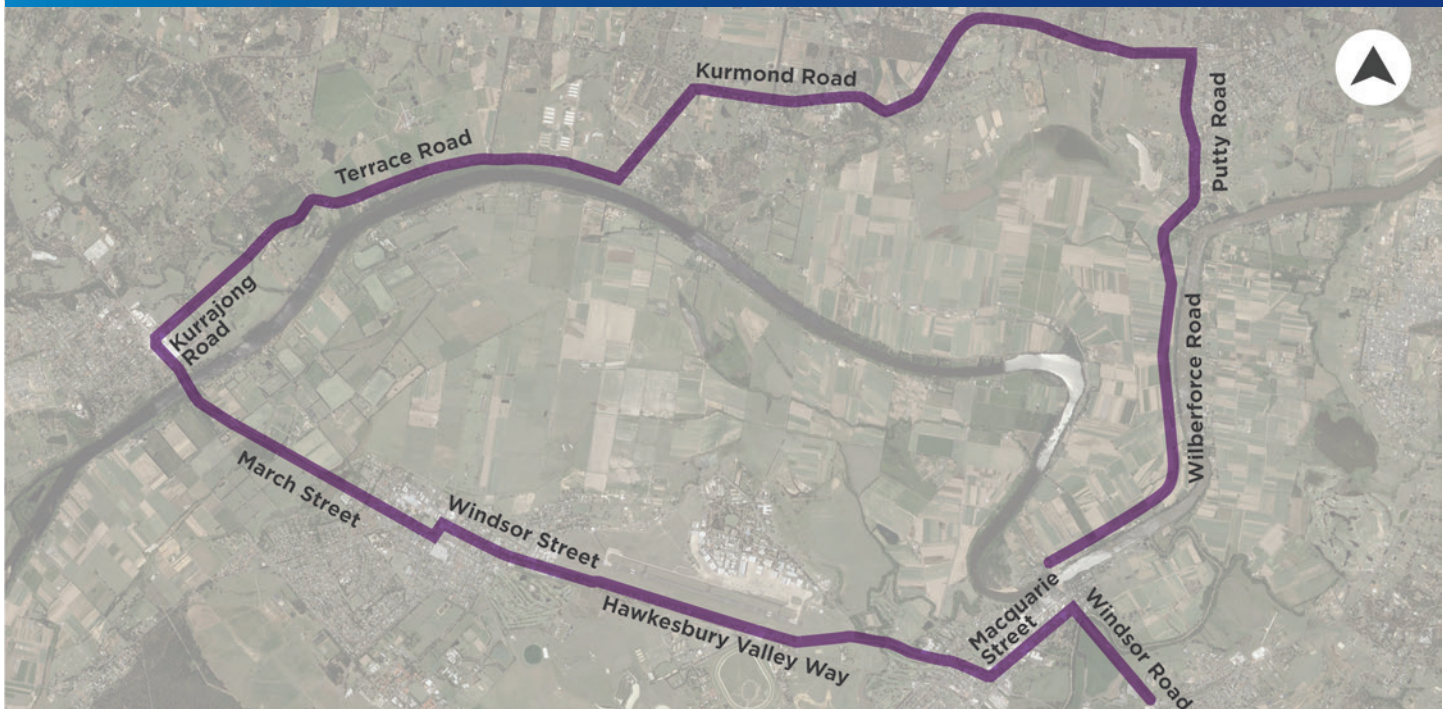 Kurmond Road
Terrace Road
Putty Road
Kurrajong
Road
Wilberforce Road
March Street
Windsor Street
Hawkesbury Valley Way
Macquarie
Street
Windsor Road